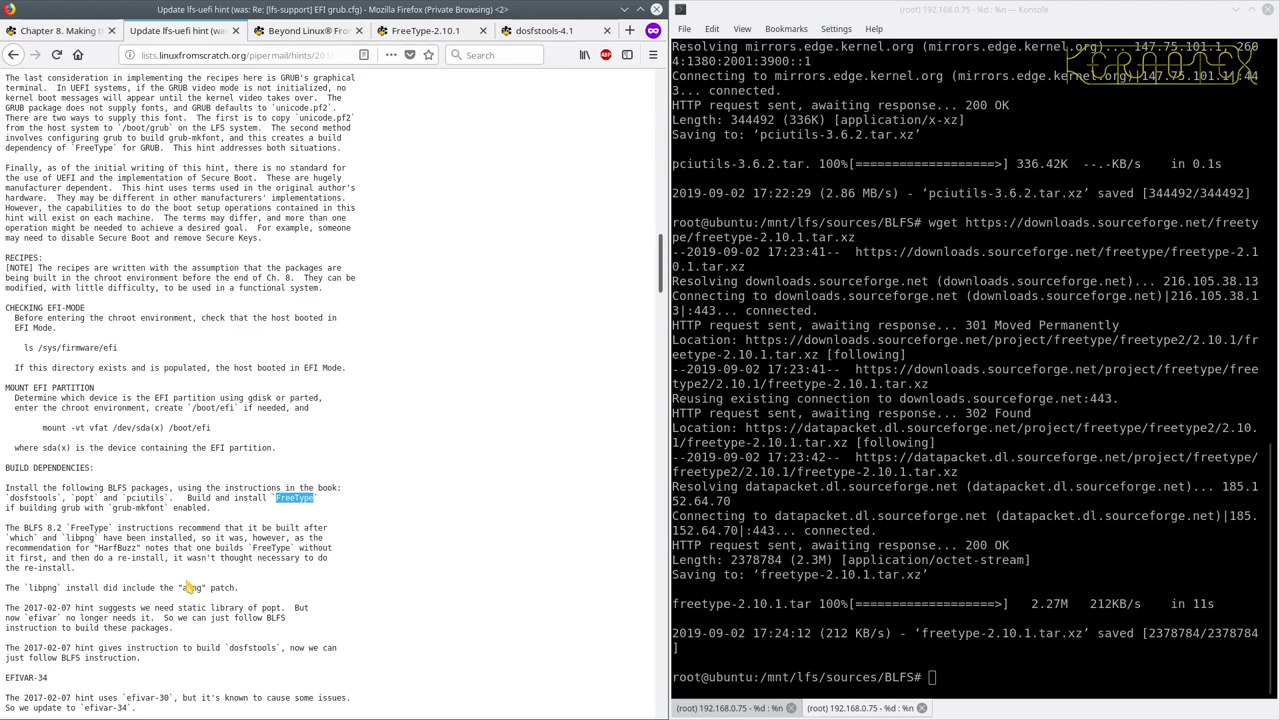 Update lfs-uefi hint (was: Re: [lfs-support] EFI grub.cfg) - Mozilla Firefox (Private Browsing) <2>
Chapter 8. Making t
Update lfs-uefi hint (wa
Beyond Linux® From
FreeType-2.10.1
dosfstools-4.1
https://lists.linuxfromscratch.org/pipermail/hints/201
Search
The last consideration in implementing the recipes here is GRUB's graphical
terminal.  In UEFI systems, if the GRUB video mode is not initialized, no
kernel boot messages will appear until the kernel video takes over.  The
GRUB package does not supply fonts, and GRUB defaults to `unicode.pf2`.
There are two ways to supply this font.  The first is to copy `unicode.pf2`
from the host system to `/boot/grub` on the LFS system.  The second method
involves configuring grub to build grub-mkfont, and this creates a build
dependency of `FreeType` for GRUB.  This hint addresses both situations.
Finally, as of the initial writing of this hint, there is no standard for
the use of UEFI and the implementation of Secure Boot.  These are hugely
manufacturer dependent.  This hint uses terms used in the original author's
hardware.  They may be different in other manufacturers' implementations.
However, the capabilities to do the boot setup operations contained in this
hint will exist on each machine.  The terms may differ, and more than one
operation might be needed to achieve a desired goal.  For example, someone
may need to disable Secure Boot and remove Secure Keys.
RECIPES:
[NOTE] The recipes are written with the assumption that the packages are
being built in the chroot environment before the end of Ch. 8.  They can be
modified, with little difficulty, to be used in a functional system.
CHECKING EFI-MODE
Before entering the chroot environment, check that the host booted in
EFI Mode.
ls /sys/firmware/efi
If this directory exists and is populated, the host booted in EFI Mode.
MOUNT EFI PARTITION
Determine which device is the EFI partition using gdisk or parted,
enter the chroot environment, create `/boot/efi` if needed, and
mount -vt vfat /dev/sda(x) /boot/efi
where sda(x) is the device containing the EFI partition.
BUILD DEPENDENCIES:
Install the following BLFS packages, using the instructions in the book:
`dosfstools`, `popt` and `pciutils`.   Build and install `FreeType`
if building grub with `grub-mkfont` enabled.
The BLFS 8.2 `FreeType` instructions recommend that it be built after
`which` and `libpng` have been installed, so it was, however, as the
recommendation for "HarfBuzz" notes that one builds `FreeType` without
it first, and then do a re-install, it wasn't thought necessary to do
the re-install.
The `libpng` install did include the "apng" patch.
The 2017-02-07 hint suggests we need static library of popt.  But
now `efivar` no longer needs it.  So we can just follow BLFS
instruction to build these packages.
The 2017-02-07 hint gives instruction to build `dosfstools`, now we can
just follow BLFS instruction.
EFIVAR-34
The 2017-02-07 hint uses `efivar-30`, but it's known to cause some issues.
So we update to `efivar-34`.
(root) 192.168.0.75 - %d : %n — Konsole
File Edit View Bookmarks Settings Help
KERNOTEX
Resolving mirrors.edge.kernel.org (mirrors.edge.kernel.org)... 147.75.101.1, 260
4:1380:2001:3900::1
Connecting to mirrors.edge.kernel.org (mirrors.edge.kernel.org)|147.75.101.1|:44
3... connected.
HTTP request sent, awaiting response... 200 OK
Length: 344492 (336K) [application/x-xz]
Saving to: ‘pciutils-3.6.2.tar.xz’
pciutils-3.6.2.tar. 100%[===================>] 336.42K  --.-KB/s    in 0.1s
2019-09-02 17:22:29 (2.86 MB/s) - ‘pciutils-3.6.2.tar.xz’ saved [344492/344492]
root@ubuntu:/mnt/lfs/sources/BLFS# wget https://downloads.sourceforge.net/freety
pe/freetype-2.10.1.tar.xz
--2019-09-02 17:23:41--  https://downloads.sourceforge.net/freetype/freetype-2.1
0.1.tar.xz
Resolving downloads.sourceforge.net (downloads.sourceforge.net)... 216.105.38.13
Connecting to downloads.sourceforge.net (downloads.sourceforge.net)|216.105.38.1
3|:443... connected.
HTTP request sent, awaiting response... 301 Moved Permanently
Location: https://downloads.sourceforge.net/project/freetype/freetype2/2.10.1/fr
eetype-2.10.1.tar.xz [following]
--2019-09-02 17:23:41--  https://downloads.sourceforge.net/project/freetype/free
type2/2.10.1/freetype-2.10.1.tar.xz
Reusing existing connection to downloads.sourceforge.net:443.
HTTP request sent, awaiting response... 302 Found
Location: https://datapacket.dl.sourceforge.net/project/freetype/freetype2/2.10.
1/freetype-2.10.1.tar.xz [following]
--2019-09-02 17:23:42--  https://datapacket.dl.sourceforge.net/project/freetype/
freetype2/2.10.1/freetype-2.10.1.tar.xz
Resolving datapacket.dl.sourceforge.net (datapacket.dl.sourceforge.net)... 185.1
52.64.70
Connecting to datapacket.dl.sourceforge.net (datapacket.dl.sourceforge.net)|185.
152.64.70|:443... connected.
HTTP request sent, awaiting response... 200 OK
Length: 2378784 (2.3M) [application/octet-stream]
Saving to: ‘freetype-2.10.1.tar.xz’
freetype-2.10.1.tar 100%[===================>]   2.27M   212KB/s    in 11s
2019-09-02 17:24:12 (212 KB/s) - ‘freetype-2.10.1.tar.xz’ saved [2378784/2378784
]
root@ubuntu:/mnt/lfs/sources/BLFS#
(root) 192.168.0.75 - %d : %n
(root) 192.168.0.75 - %d : %n